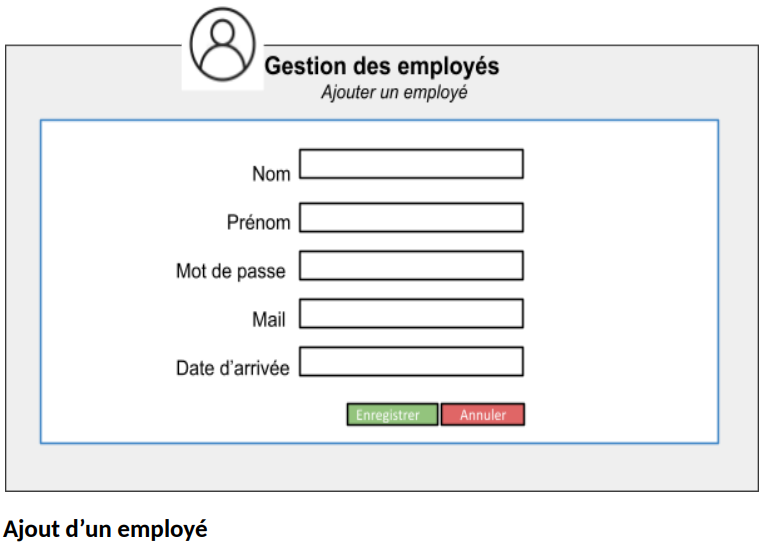 Gestion des employés
Ajouter un employé
Nom
Prénom
Mot de passe
Mail
Date d’arrivée
Enregistrer Annuler
Ajout d’un employé